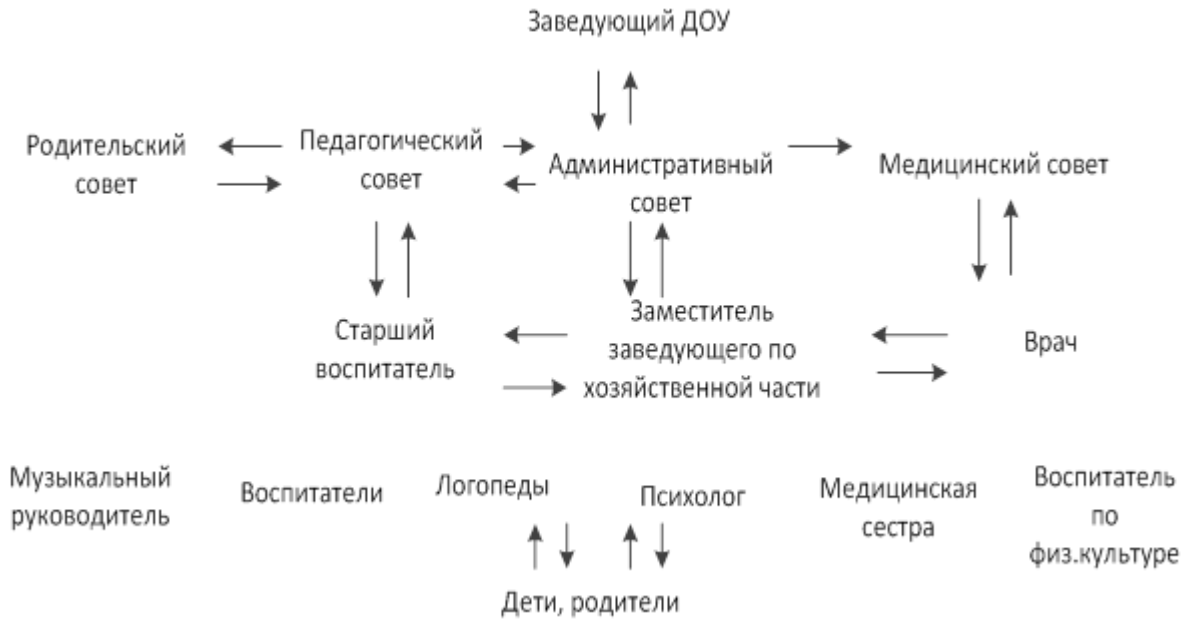 Заведующий ДОУ
Родительский
совет
Педагогический
совет
Административный
совет
Медицинский совет
Старший
воспитатель
Заместитель
заведующего по
хозяйственной части
Врач
Музыкальный
руководитель
Воспитатели
Логопеды
Психолог
Медицинская
сестра
Воспитатель
по
физ.культуре
Дети, родители